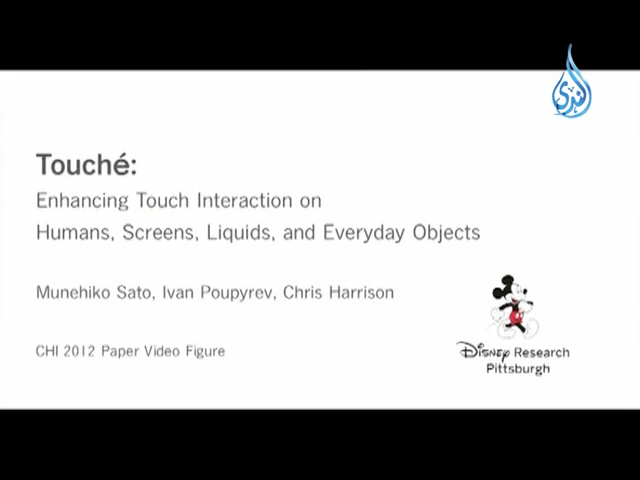 الندى
Touché:
Enhancing Touch Interaction on
Humans, Screens, Liquids, and Everyday Objects
Munehiko Sato, Ivan Poupyrev, Chris Harrison
CHI 2012 Paper Video Figure
Disney Research
Pittsburgh